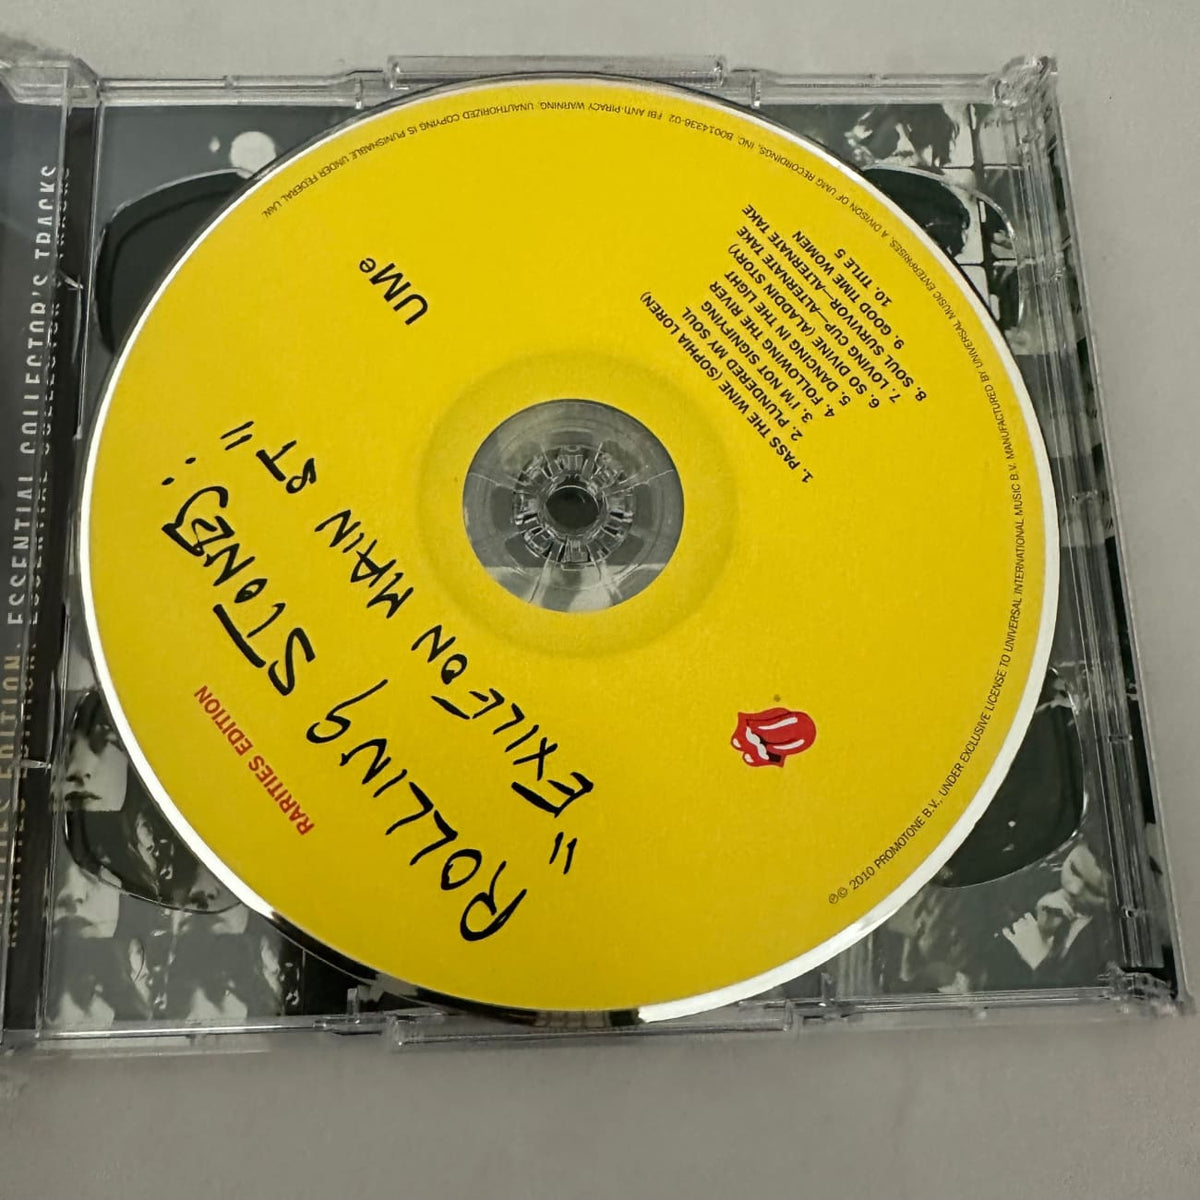 ROLLINg STONES:
"EXILE ON MAIN ST"
RARITIES EDITION
UMe
1. PASS THE WINE (SOPHIA LOREN)
2. PLUNDERED MY SOUL
3. I'M NOT SIGNIFYING
4. FOLLOWING THE RIVER
5. DANCING IN THE LIGHT
6. SO DIVINE (ALADDIN STORY)
7. LOVING CUP—ALTERNATE TAKE
8. SOUL SURVIVOR—ALTERNATE TAKE
9. GOOD TIME WOMEN
10. TITLE 5
℗© 2010 PROMOTONE B.V., UNDER EXCLUSIVE LICENSE TO UNIVERSAL INTERNATIONAL MUSIC B.V. MANUFACTURED BY UNIVERSAL MUSIC ENTERPRISES, A DIVISION OF UMG RECORDINGS, INC. B0014336-02 FBI ANTI-PIRACY WARNING. UNAUTHORIZED COPYING IS PUNISHABLE UNDER FEDERAL LAW.
RARITIES EDITION. ESSENTIAL COLLECTOR'S TRACKS